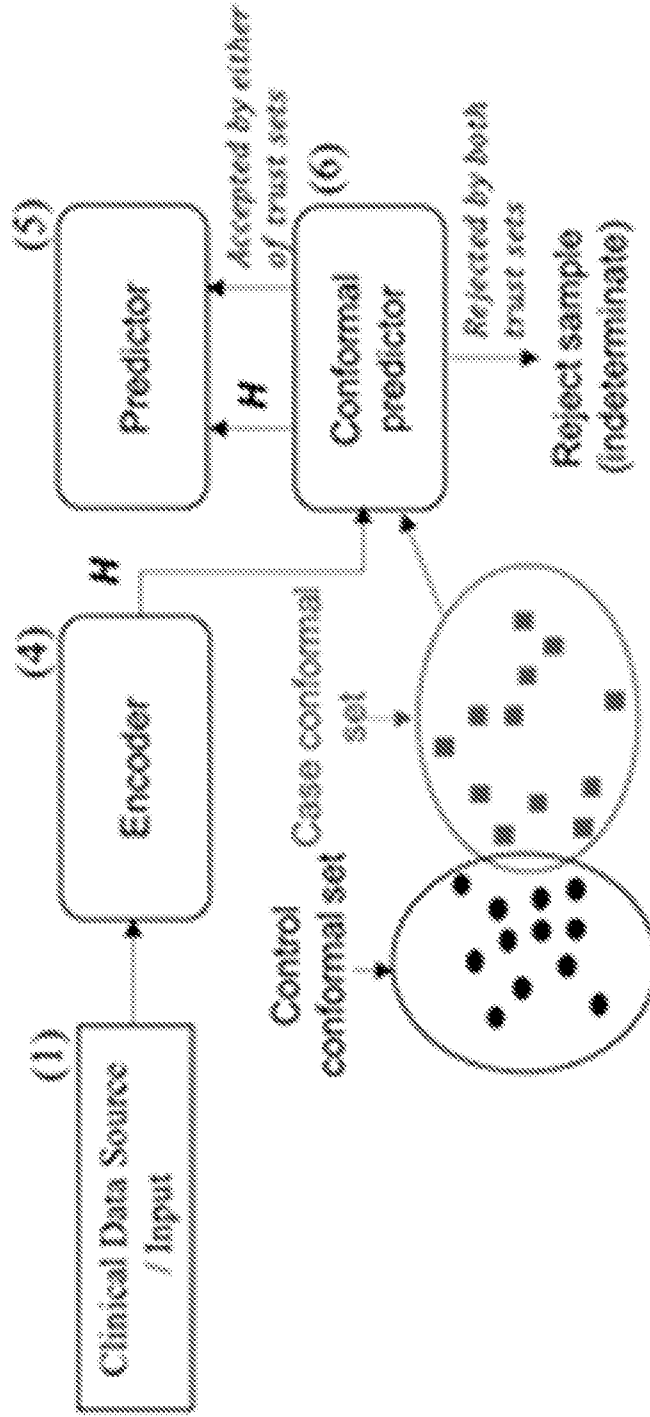 (1)
Clinical Data Source
/ Input
(4)
Encoder
H
(5)
Predictor
H
Accepted by either
of trust sets
(6)
Conformal
predictor
Rejected by both
trust sets
Reject sample
(indeterminate)
Control
conformal set
Case conformal
set